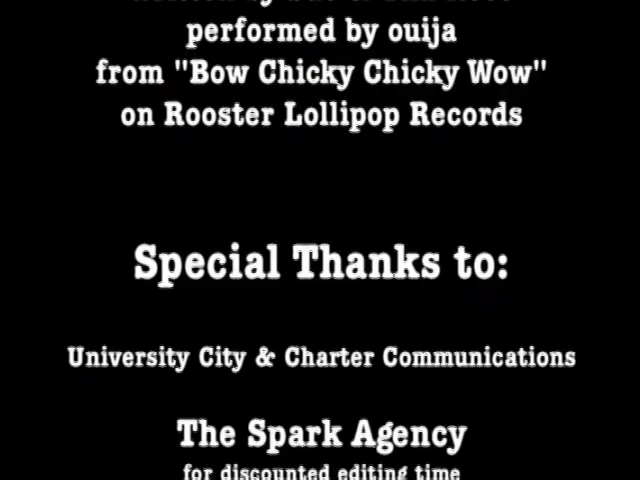 performed by ouija
from "Bow Chicky Chicky Wow"
on Rooster Lollipop Records
Special Thanks to:
University City & Charter Communications
The Spark Agency
for discounted editing time